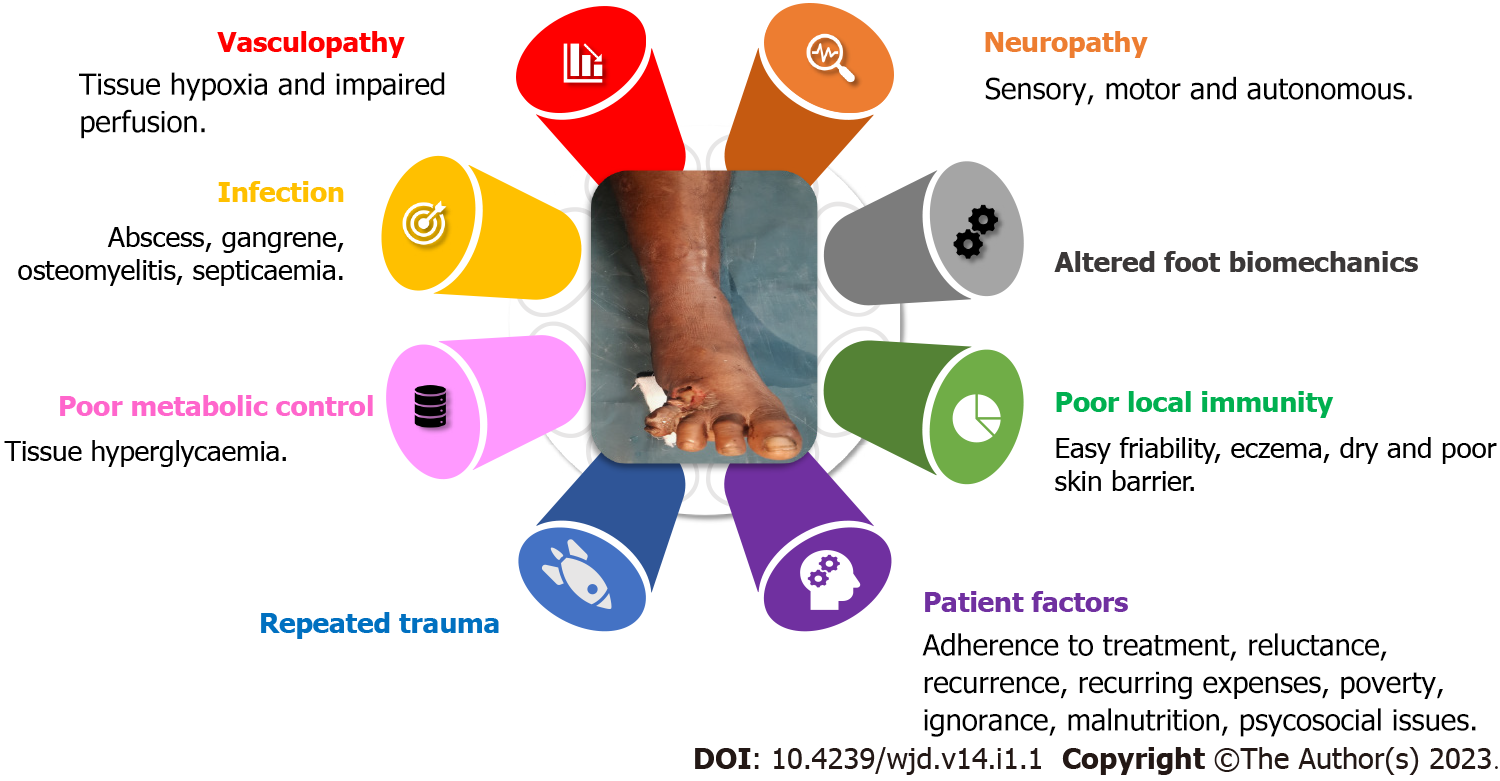 Vasculopathy
Tissue hypoxia and impaired
perfusion.
Neuropathy
Sensory, motor and autonomous.
Infection
Abscess, gangrene,
osteomyelitis, septicaemia.
Altered foot biomechanics
Poor metabolic control
Tissue hyperglycaemia.
Poor local immunity
Easy friability, eczema, dry and poor
skin barrier.
Repeated trauma
Patient factors
Adherence to treatment, reluctance,
recurrence, recurring expenses, poverty,
ignorance, malnutrition, psycosocial issues.
DOI: 10.4239/wjd.v14.i1.1 Copyright ©The Author(s) 2023.